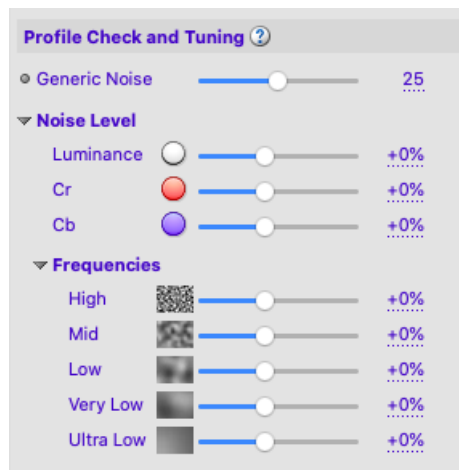 Profile Check and Tuning ?
Generic Noise 25
Noise Level
Luminance +0%
Cr +0%
Cb +0%
Frequencies
High +0%
Mid +0%
Low +0%
Very Low +0%
Ultra Low +0%